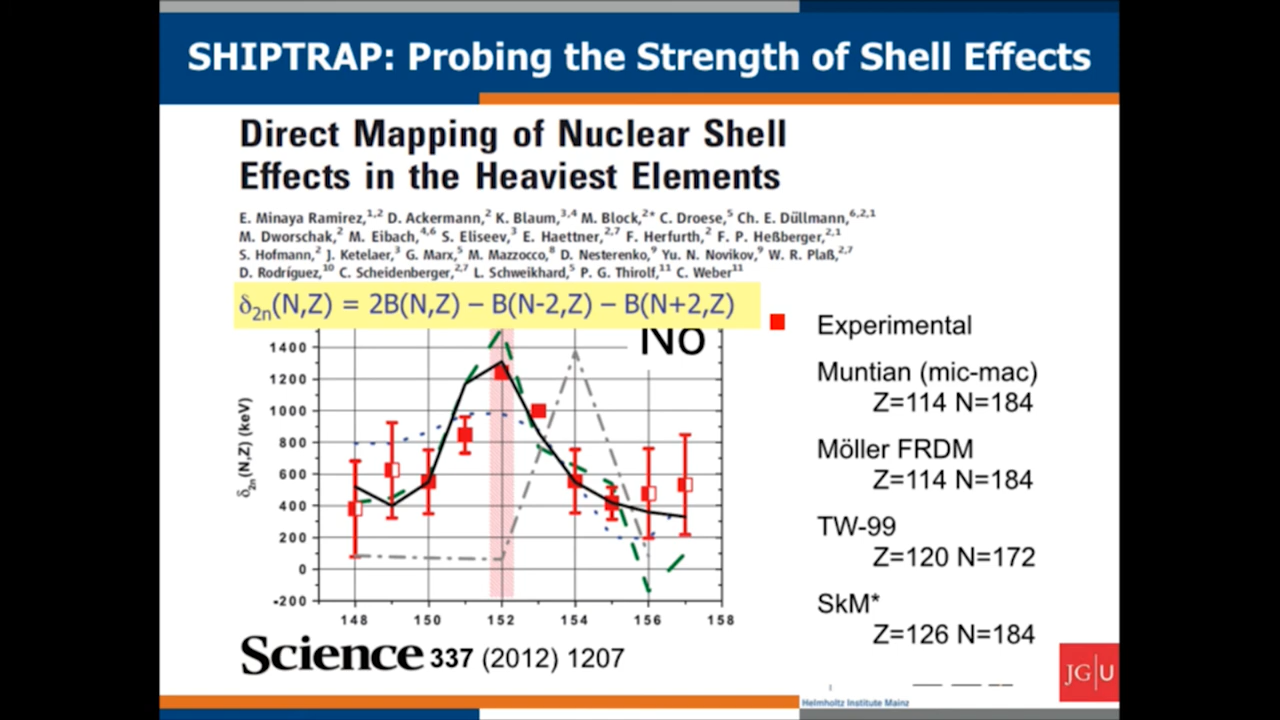 SHIPTRAP: Probing the Strength of Shell Effects
Direct Mapping of Nuclear Shell
Effects in the Heaviest Elements
E. Minaya Ramirez,1,2 D. Ackermann,2 K. Blaum,3,4 M. Block,2* C. Droese,5 Ch. E. Düllmann,6,2,1
M. Dworschak,2 M. Eibach,4,6 S. Eliseev,3 E. Haettner,2,7 F. Herfurth,2 F. P. Heßberger,2,1
S. Hofmann,2 J. Ketelaer,3 G. Marx,5 M. Mazzocco,8 D. Nesterenko,9 Yu. N. Novikov,9 W. R. Plaß,2,7
D. Rodríguez,10 C. Scheidenberger,2,7 L. Schweikhard,5 P. G. Thirolf,11 C. Weber11
δ2n(N,Z) = 2B(N,Z) – B(N-2,Z) – B(N+2,Z)
No
1400
1200
1000
800
600
400
200
0
-200
δ2n(N,Z) (keV)
148 150 152 154 156 158
Experimental
Muntian (mic-mac)
Z=114 N=184
Möller FRDM
Z=114 N=184
TW-99
Z=120 N=172
SkM*
Z=126 N=184
Science 337 (2012) 1207
JG|U
Helmholtz Institute Mainz